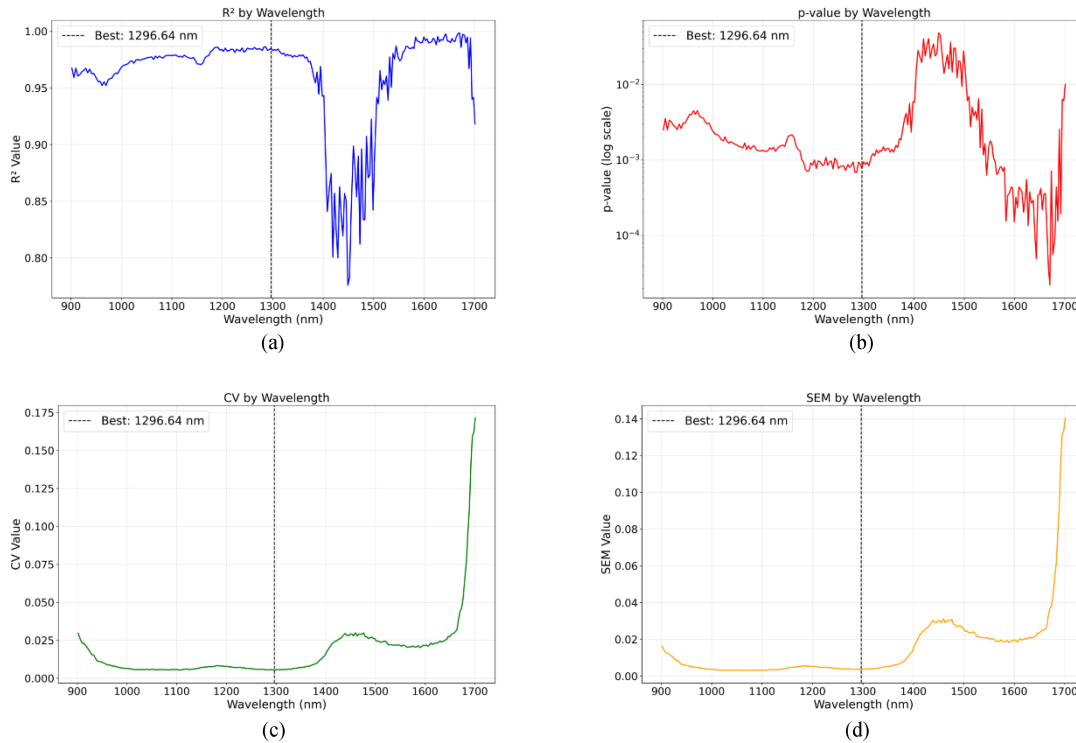 R² by Wavelength
Best: 1296.64 nm
R² Value
1.00
0.95
0.90
0.85
0.80
900 1000 1100 1200 1300 1400 1500 1600 1700
Wavelength (nm)
(a)
p-value by Wavelength
Best: 1296.64 nm
p-value (log scale)
10⁻²
10⁻³
10⁻⁴
900 1000 1100 1200 1300 1400 1500 1600 1700
Wavelength (nm)
(b)
CV by Wavelength
Best: 1296.64 nm
CV Value
0.175
0.150
0.125
0.100
0.075
0.050
0.025
0.000
900 1000 1100 1200 1300 1400 1500 1600 1700
Wavelength (nm)
(c)
SEM by Wavelength
Best: 1296.64 nm
SEM Value
0.14
0.12
0.10
0.08
0.06
0.04
0.02
0.00
900 1000 1100 1200 1300 1400 1500 1600 1700
Wavelength (nm)
(d)